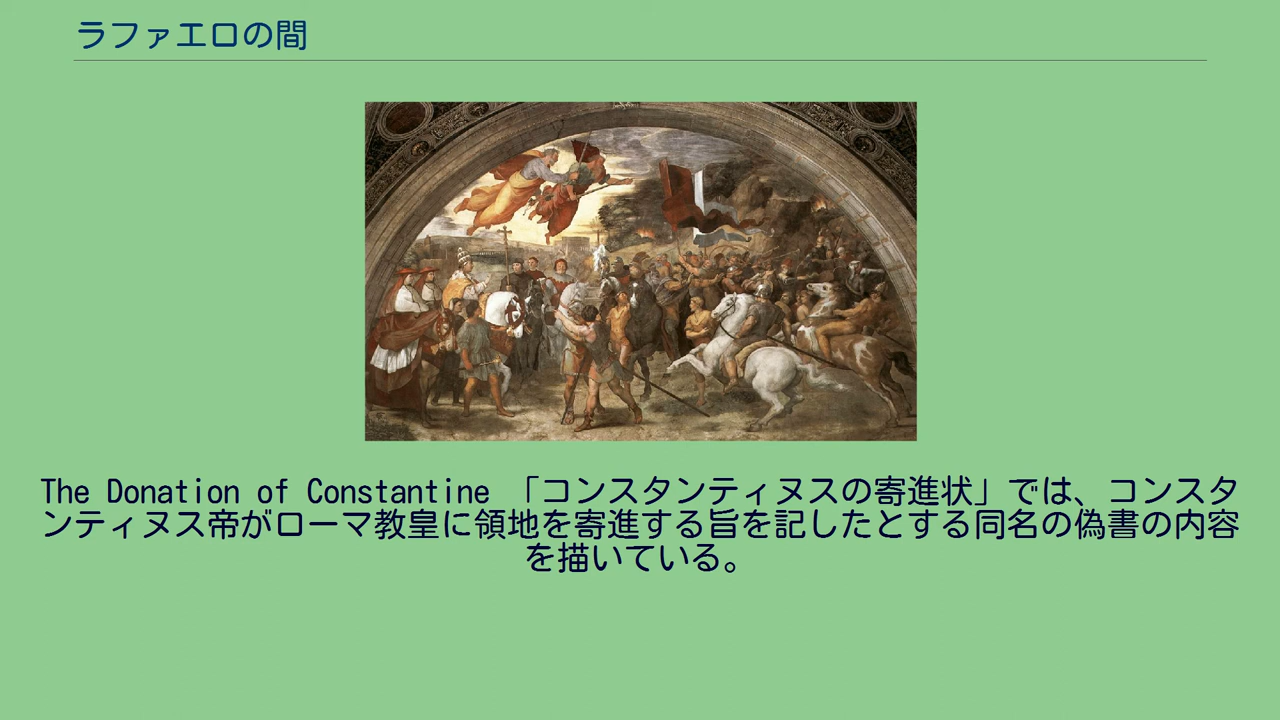 ラファエロの間
The Donation of Constantine 「コンスタンティヌスの寄進状」では、コンスタ
ンティヌス帝がローマ教皇に領地を寄進する旨を記したとする同名の偽書の内容
を描いている。